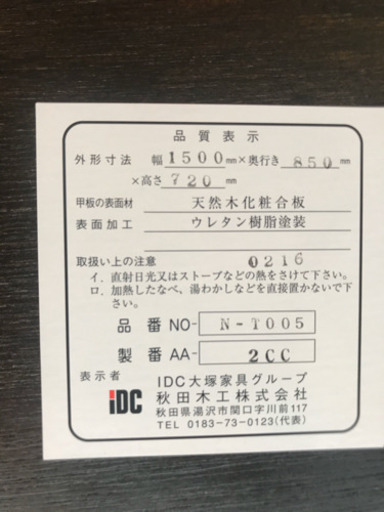 品質表示
外形寸法 幅1500mm×奥行き850mm
×高さ720mm
甲板の表面材 天然木化粧合板
表面加工 ウレタン樹脂塗装
取扱い上の注意 0216
イ．直射日光又はストーブなどの熱をさけて下さい。
ロ．加熱したなべ、湯わかしなどを直接置かないで下
さい。
品番NO- N-T005
製番AA- 2CC
表示者 IDC大塚家具グループ
iDC 秋田木工株式会社
秋田県湯沢市関口字川前117
TEL 0183-73-0123(代表)